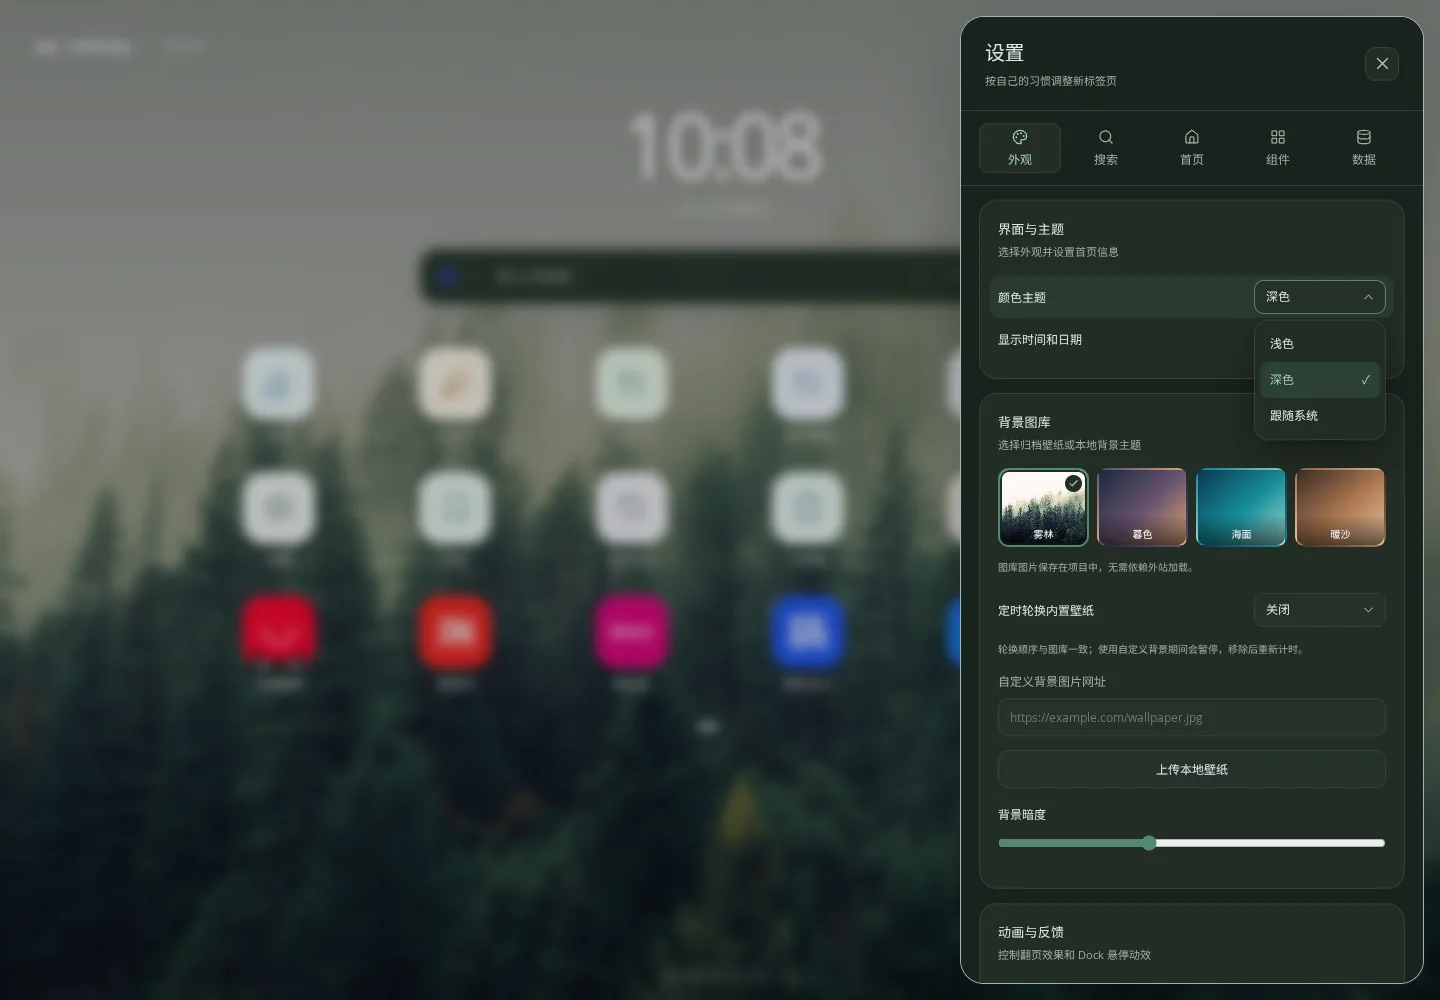 10:08
设置
按自己的习惯调整新标签页
外观
搜索
首页
组件
数据
界面与主题
选择外观并设置首页信息
颜色主题
深色
显示时间和日期
浅色
深色
跟随系统
背景图库
选择归档壁纸或本地背景主题
雾林
暮色
海面
暖沙
图库图片保存在项目中，无需依赖外站加载。
定时轮换内置壁纸
关闭
轮换顺序与图库一致；使用自定义背景期间会暂停，移除后重新计时。
自定义背景图片网址
https://example.com/wallpaper.jpg
上传本地壁纸
背景暗度
动画与反馈
控制翻页效果和 Dock 悬停动效